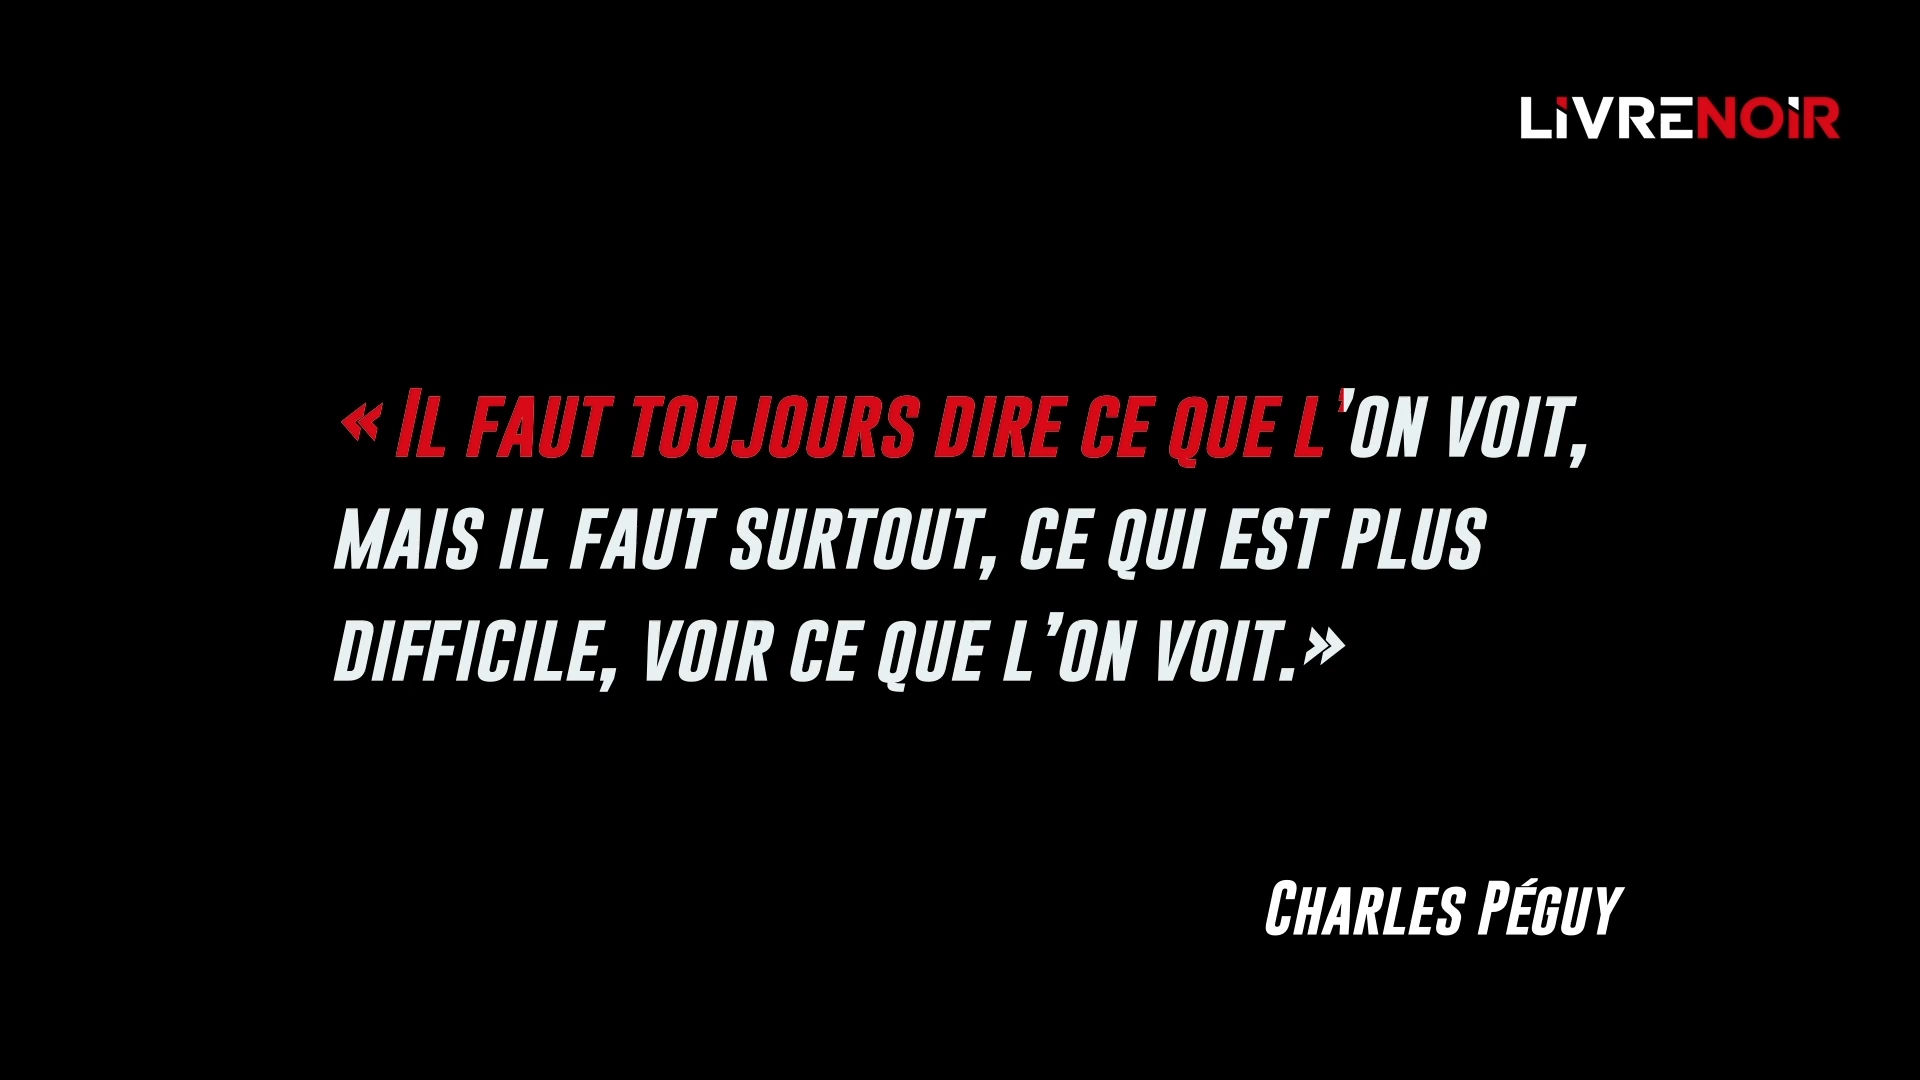 LIVRENOIR
« IL FAUT TOUJOURS DIRE CE QUE L'ON VOIT,
MAIS IL FAUT SURTOUT, CE QUI EST PLUS
DIFFICILE, VOIR CE QUE L'ON VOIT.»
CHARLES PÉGUY